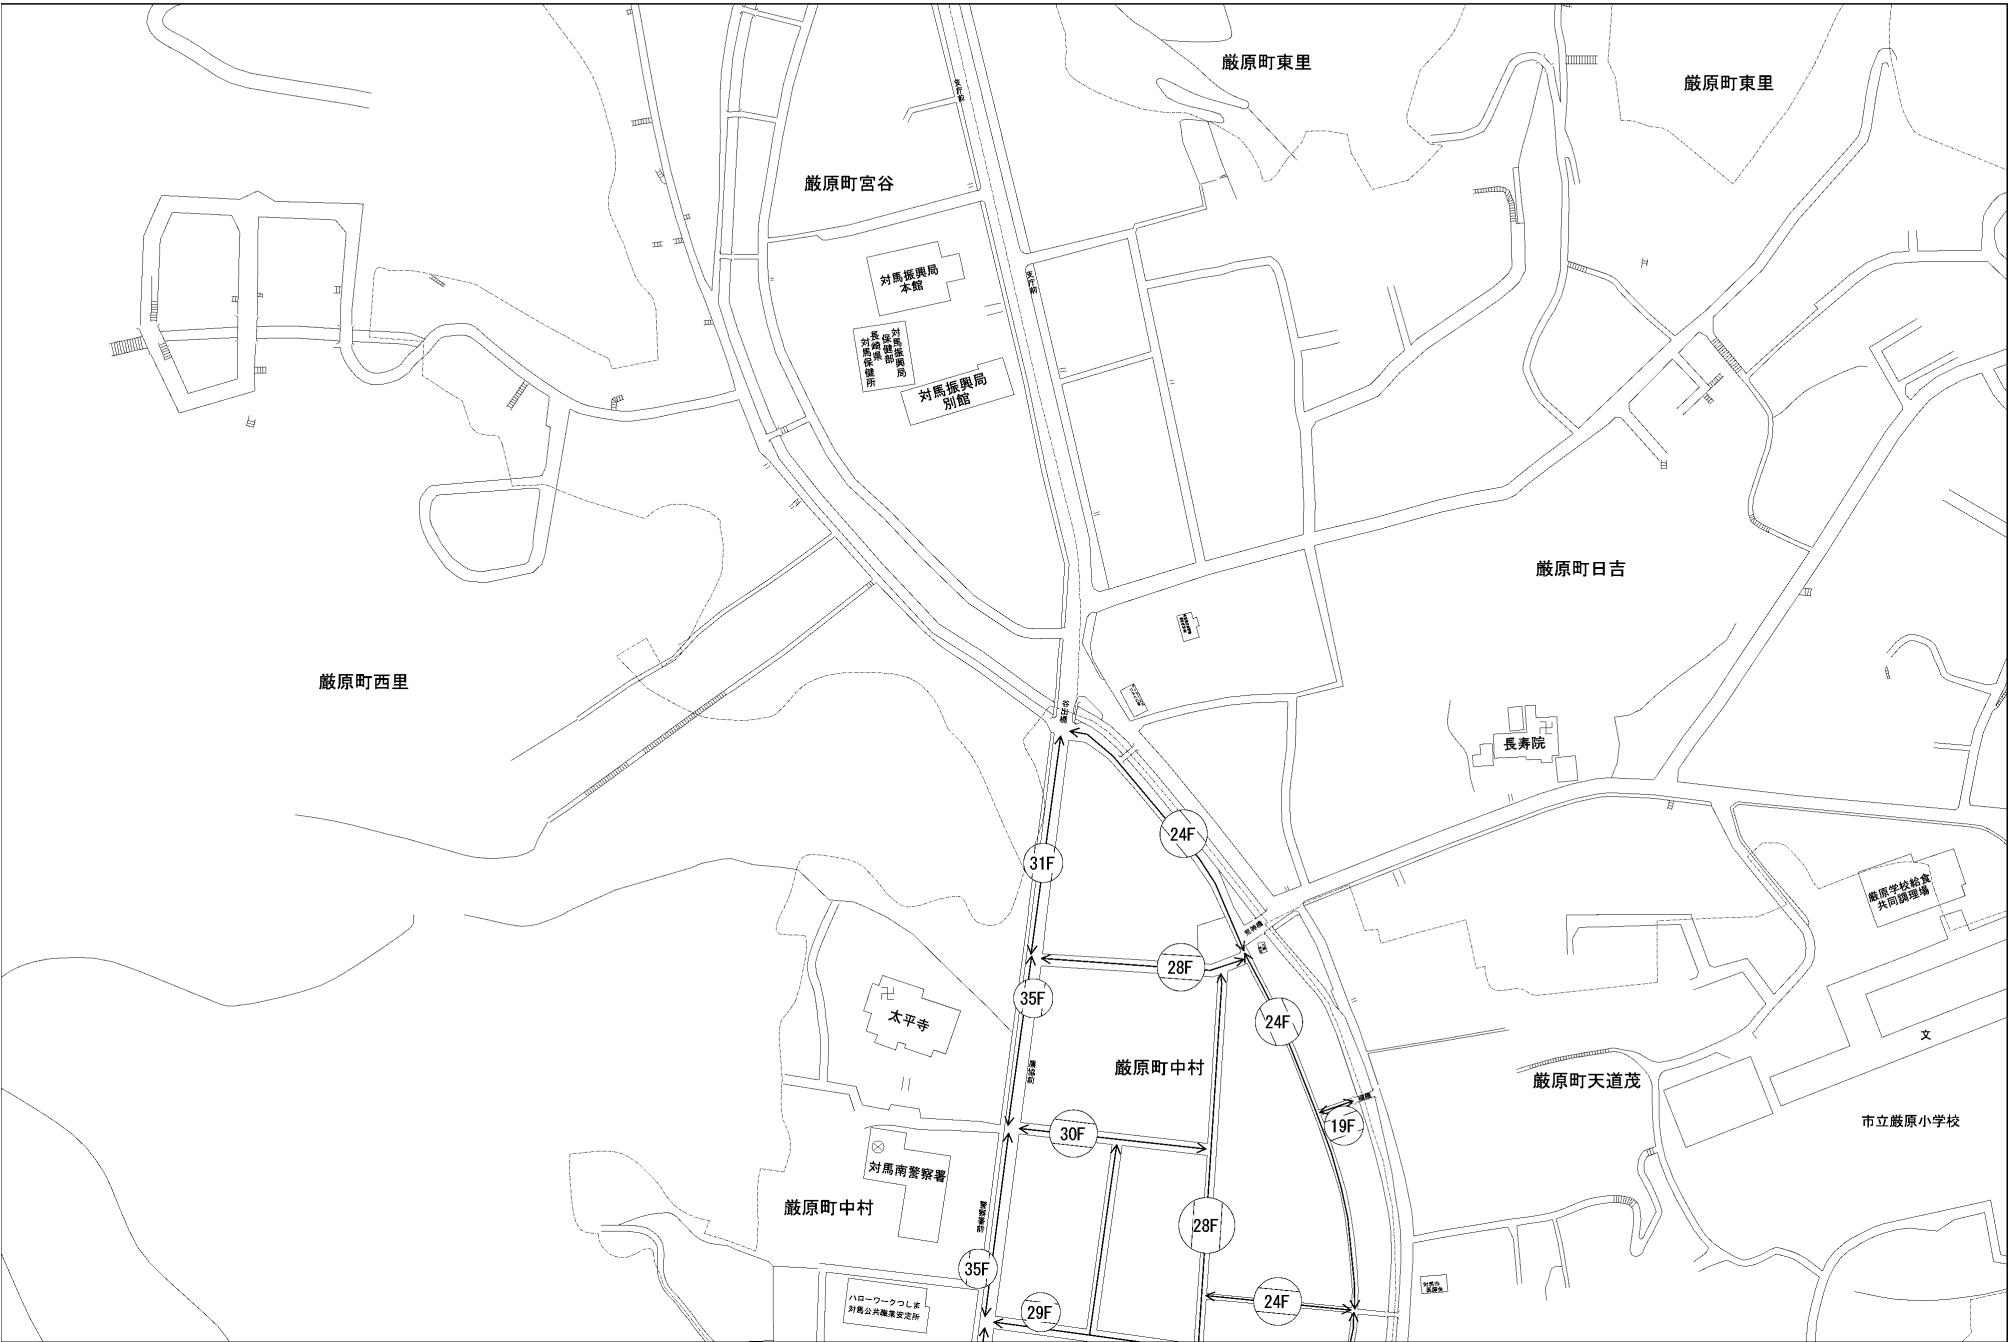 厳原町東里
厳原町東里
支庁前
厳原町宮谷
対馬振興局
本館
支庁前
対馬振興局
保健部
長崎県
対馬保健所
対馬振興局
別館
厳原町日吉
厳原町西里
長寿院
24F
31F
厳原学校給食
共同調理場
28F
35F
太平寺
24F
文
厳原町中村
厳原町天道茂
19F
市立厳原小学校
30F
対馬南警察署
厳原町中村
28F
35F
24F
ハローワークつしま
対馬公共職業安定所
29F